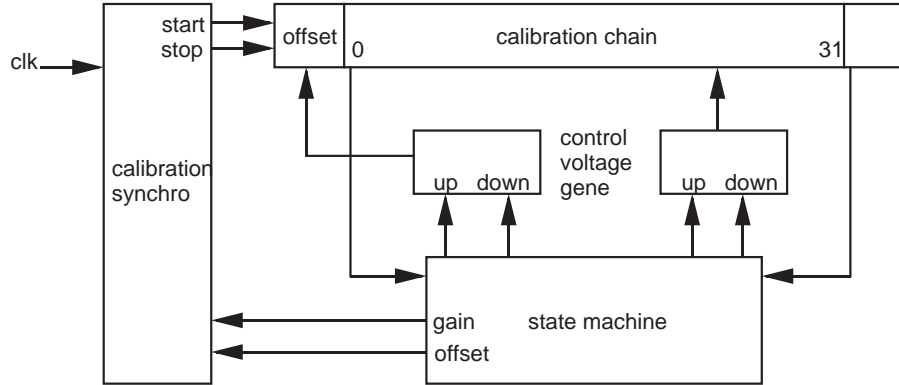 start
stop
clk
offset
0
calibration chain
31
calibration
synchro
control
voltage
gene
up down
up down
gain
offset
state machine